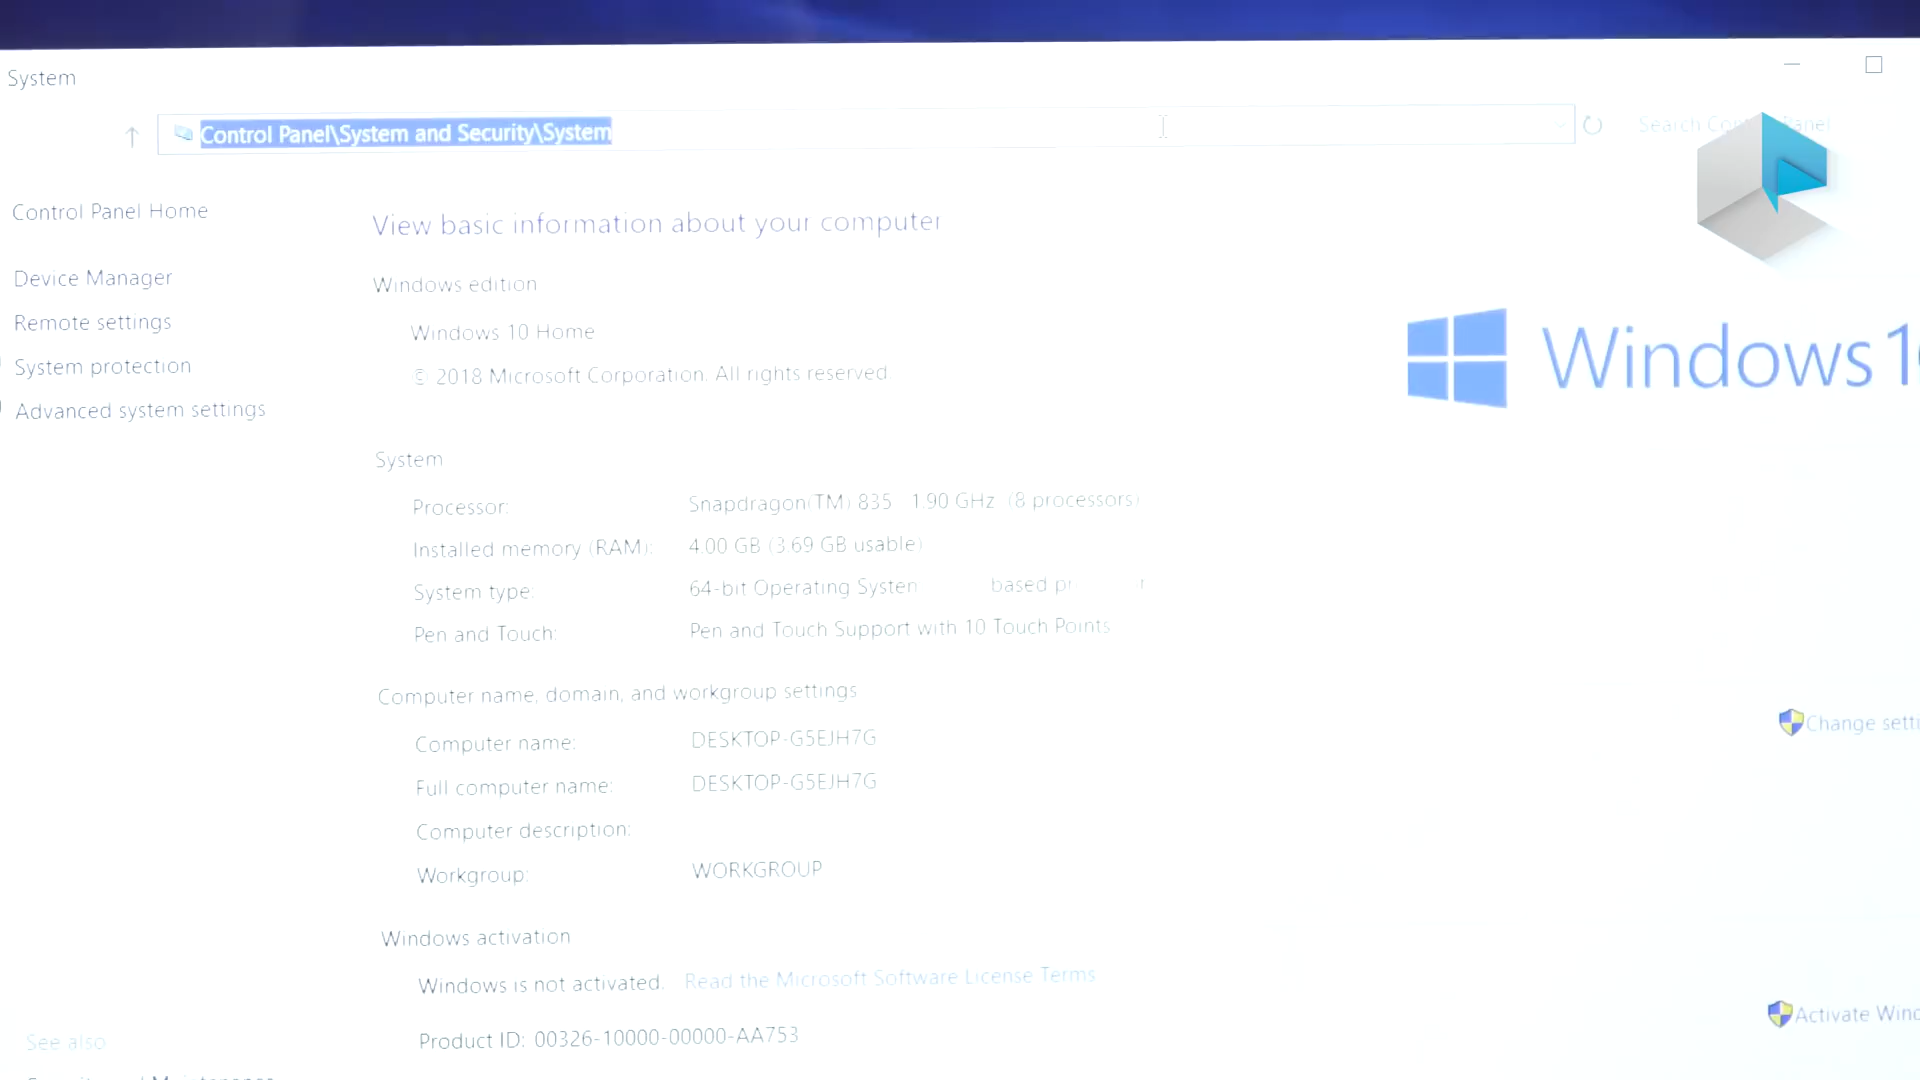 System
Control Panel\System and Security\System
Search
Control Panel Home
View basic information about your computer
Device Manager
Windows edition
Remote settings
Windows 10 Home
System protection
© 2018 Microsoft Corporation. All rights reserved
Windows 1
Advanced system settings
System
Processor: Snapdragon(TM) 835 1.90 GHz (8 processors)
Installed memory (RAM): 4.00 GB (3.69 GB usable)
System type: 64-bit Operating System based
Pen and Touch: Pen and Touch Support with 10 Touch Points
Computer name, domain, and workgroup settings
Computer name: DESKTOP-G5EJH7G
Change
Full computer name: DESKTOP-G5EJH7G
Computer description:
Workgroup: WORKGROUP
Windows activation
Windows is not activated. Read the Microsoft Software License Terms
Activate
Product ID: 00326-10000-00000-AA753
See also